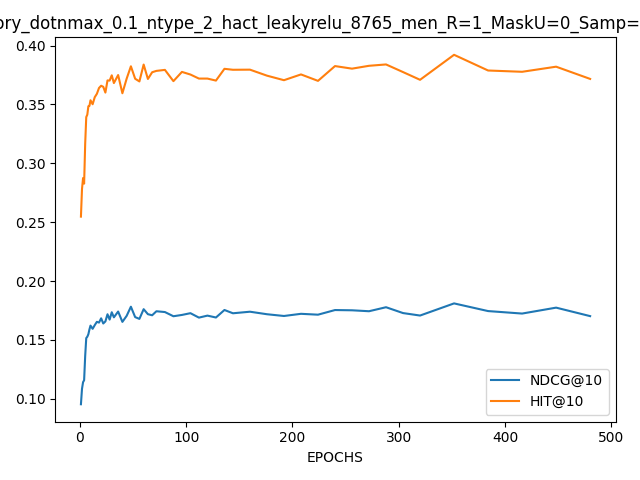 ory_dotnmax_0.1_ntype_2_hact_leakyrelu_8765_men_R=1_MaskU=0_Samp=
0.40
0.35
0.30
0.25
0.20
0.15
0.10
NDCG@10
HIT@10
0 100 200 300 400 500
EPOCHS